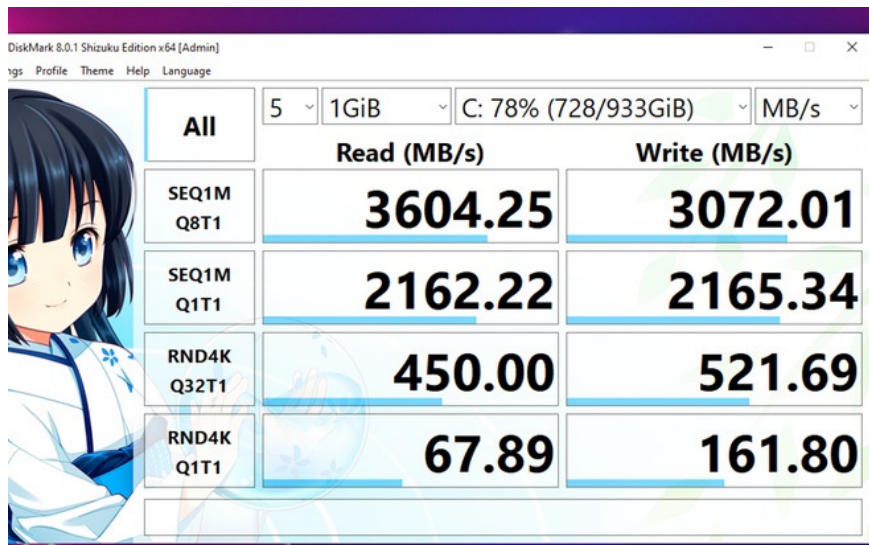 DiskMark 8.0.1 Shizuku Edition x64 [Admin]
ngs Profile Theme Help Language
All
5 1GiB C: 78% (728/933GiB) MB/s
Read (MB/s) Write (MB/s)
SEQ1M
Q8T1
3604.25 3072.01
SEQ1M
Q1T1
2162.22 2165.34
RND4K
Q32T1
450.00 521.69
RND4K
Q1T1
67.89 161.80